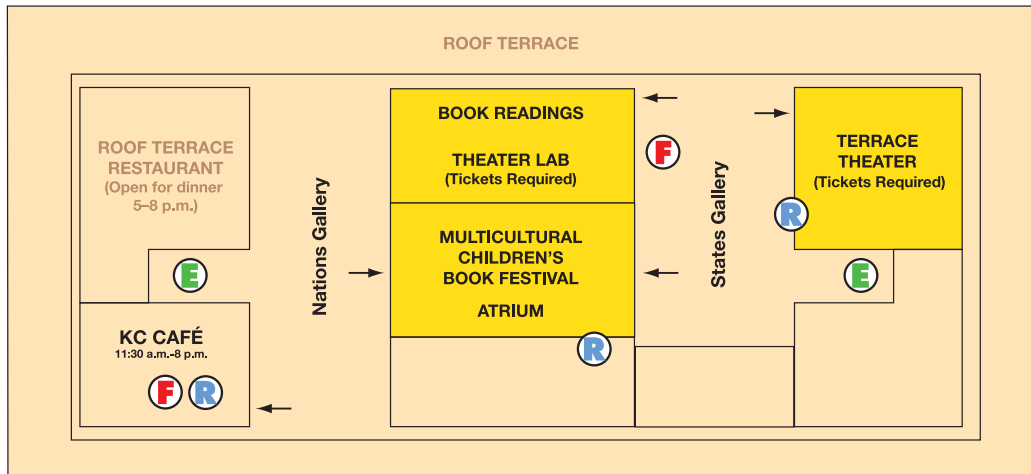 ROOF TERRACE
ROOF TERRACE
RESTAURANT
(Open for dinner
5–8 p.m.)
E
KC CAFÉ
11:30 a.m.-8 p.m.
F R
Nations Gallery
BOOK READINGS
THEATER LAB
(Tickets Required)
MULTICULTURAL
CHILDREN'S
BOOK FESTIVAL
ATRIUM
R
F
States Gallery
TERRACE
THEATER
(Tickets Required)
R
E